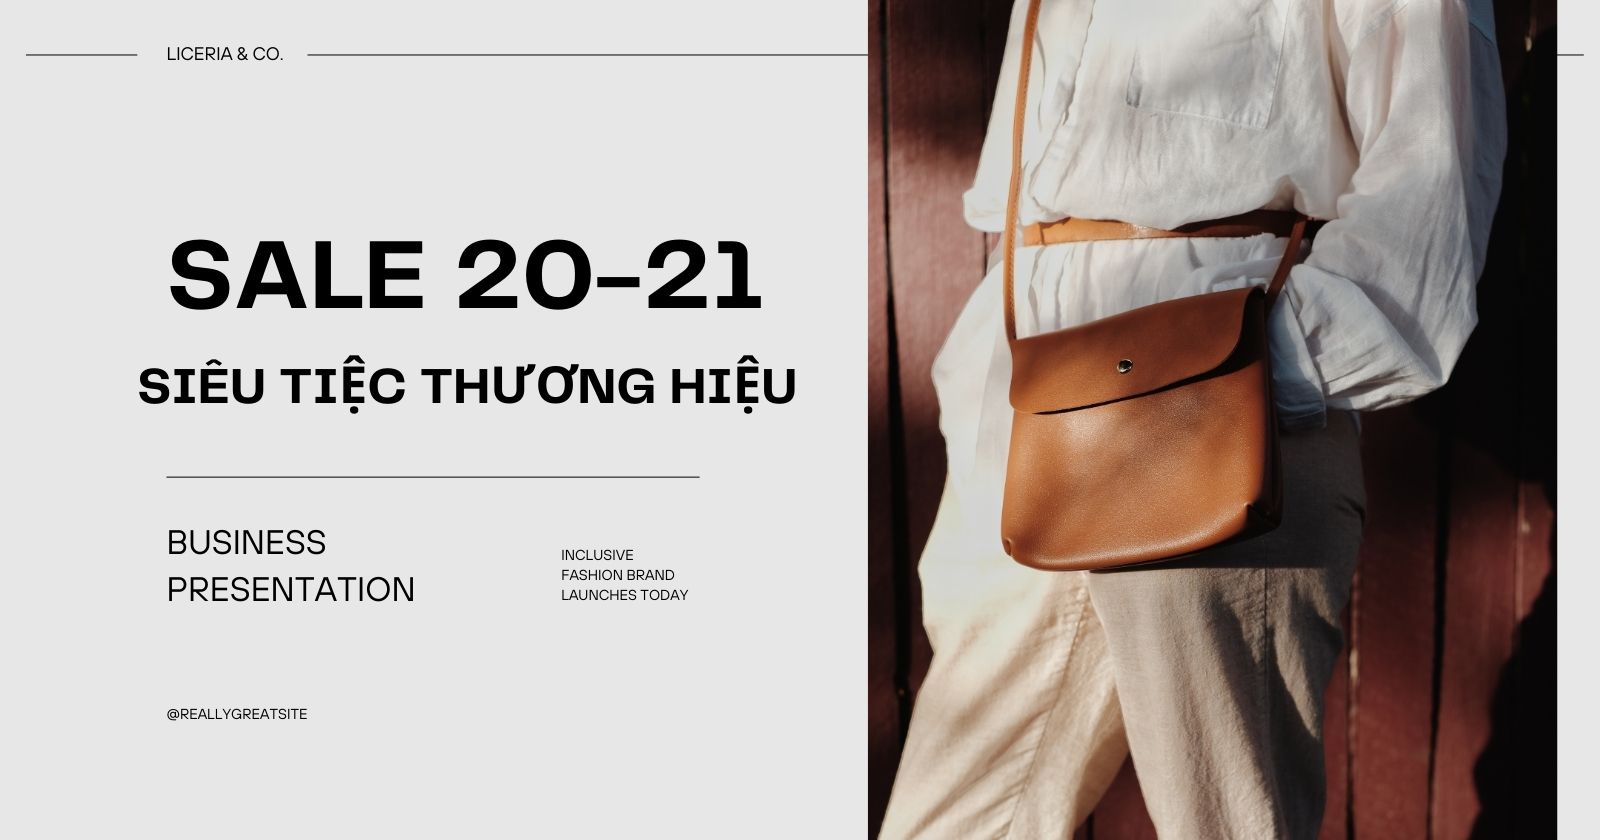 LICERIA & CO.
SALE 20-21
SIÊU TIỆC THƯƠNG HIỆU
BUSINESS
PRESENTATION
INCLUSIVE
FASHION BRAND
LAUNCHES TODAY
@REALLYGREATSITE